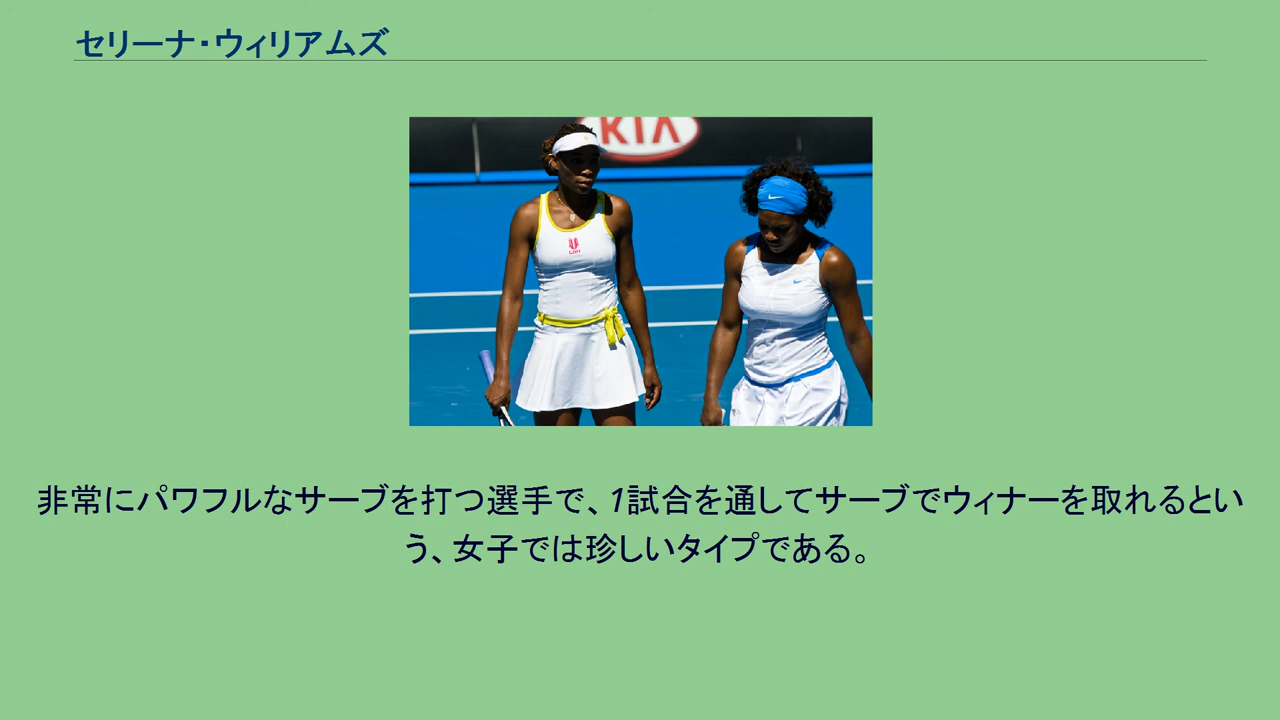 セリーナ・ウィリアムズ
KIA
非常にパワフルなサーブを打つ選手で、1試合を通してサーブでウィナーを取れるとい
う、女子では珍しいタイプである。